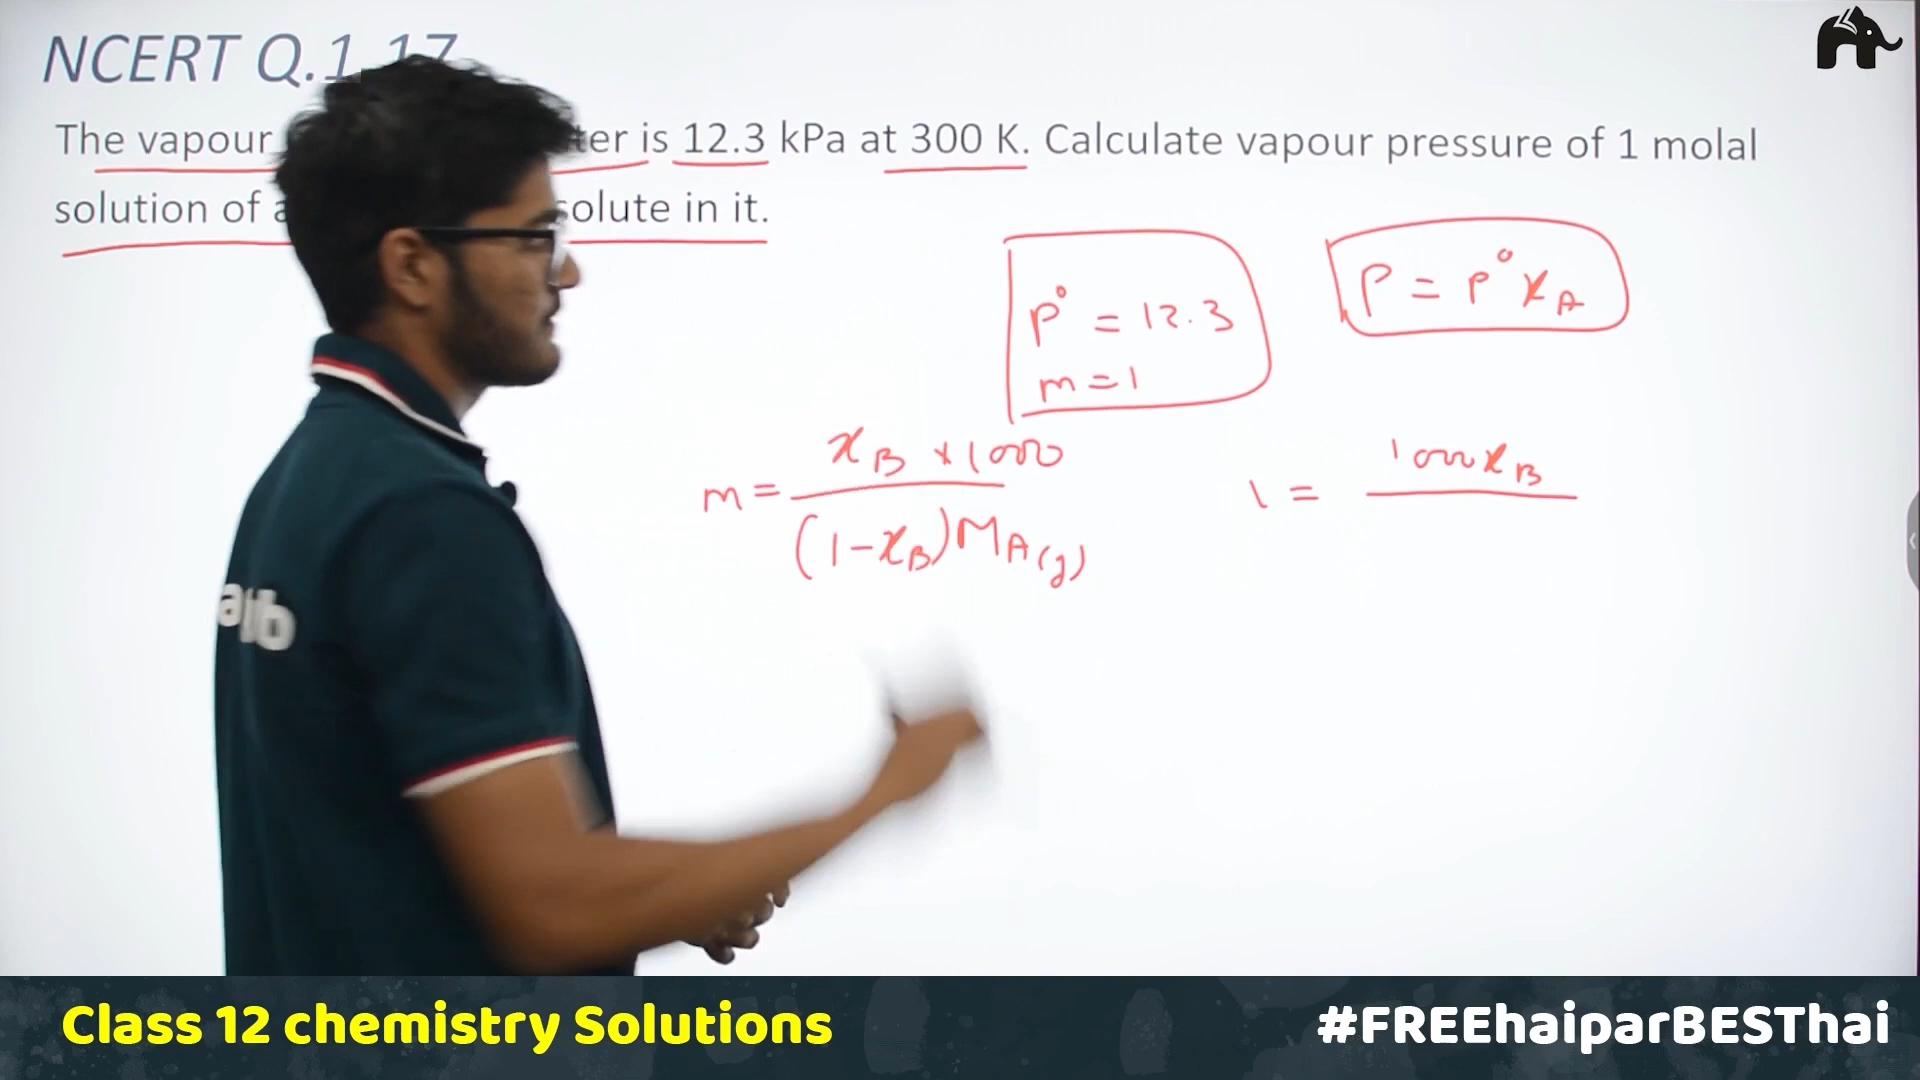 NCERT Q.1.17
The vapour is 12.3 kPa at 300 K. Calculate vapour pressure of 1 molal
solution of solute in it.
P° = 12.3
m = 1
P = P° x_A
m = x_B × 1000 / (1-x_B) M_A(g)
1 = 1000 x_B
Class 12 chemistry Solutions
#FREEhaiparBESThai